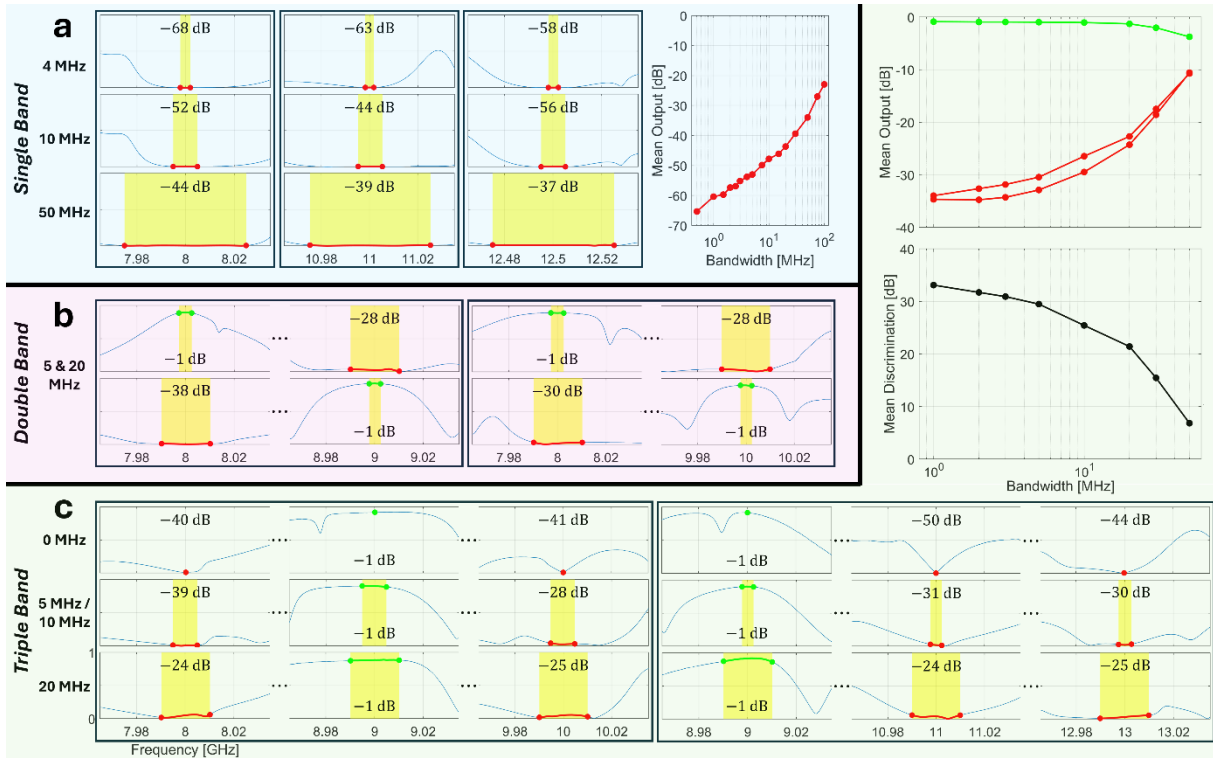 a
Single Band
4 MHz
−68 dB
−63 dB
−58 dB
10 MHz
−52 dB
−44 dB
−56 dB
50 MHz
−44 dB
−39 dB
−37 dB
7.98 8 8.02
10.98 11 11.02
12.48 12.5 12.52
Mean Output [dB]
0
-10
-20
-30
-40
-50
-60
-70
10⁰ 10¹ 10²
Bandwidth [MHz]
Mean Output [dB]
0
-10
-20
-30
-40
Mean Discrimination [dB]
40
30
20
10
0
10⁰ 10¹
Bandwidth [MHz]
b
Double Band
5 & 20
MHz
−1 dB
...
−28 dB
−1 dB
...
−28 dB
−38 dB
...
−1 dB
−30 dB
...
−1 dB
7.98 8 8.02
8.98 9 9.02
7.98 8 8.02
9.98 10 10.02
c
Triple Band
0 MHz
−40 dB
...
−1 dB
...
−41 dB
−1 dB
...
−50 dB
...
−44 dB
5 MHz /
10 MHz
−39 dB
...
−1 dB
...
−28 dB
−1 dB
...
−31 dB
...
−30 dB
20 MHz
1
0
−24 dB
...
−1 dB
...
−25 dB
−1 dB
...
−24 dB
...
−25 dB
7.98 8 8.02
8.98 9 9.02
9.98 10 10.02
8.98 9 9.02
10.98 11 11.02
12.98 13 13.02
Frequency [GHz]